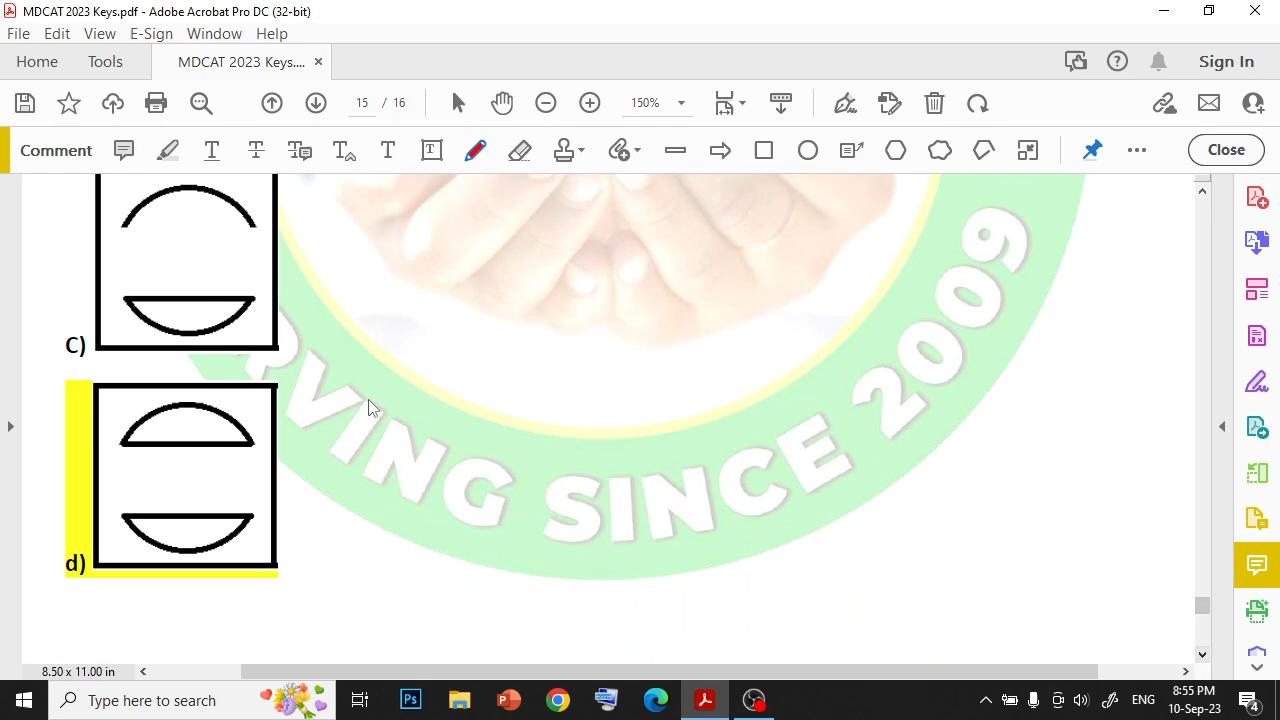 MDCAT 2023 Keys.pdf - Adobe Acrobat Pro DC (32-bit)
File Edit View E-Sign Window Help
Home Tools MDCAT 2023 Keys.... × Sign In
15 / 16 150%
Comment Close
C)
d)
RVING SINCE 2009
8.50 x 11.00 in
Type here to search
ENG
8:55 PM
10-Sep-23
4